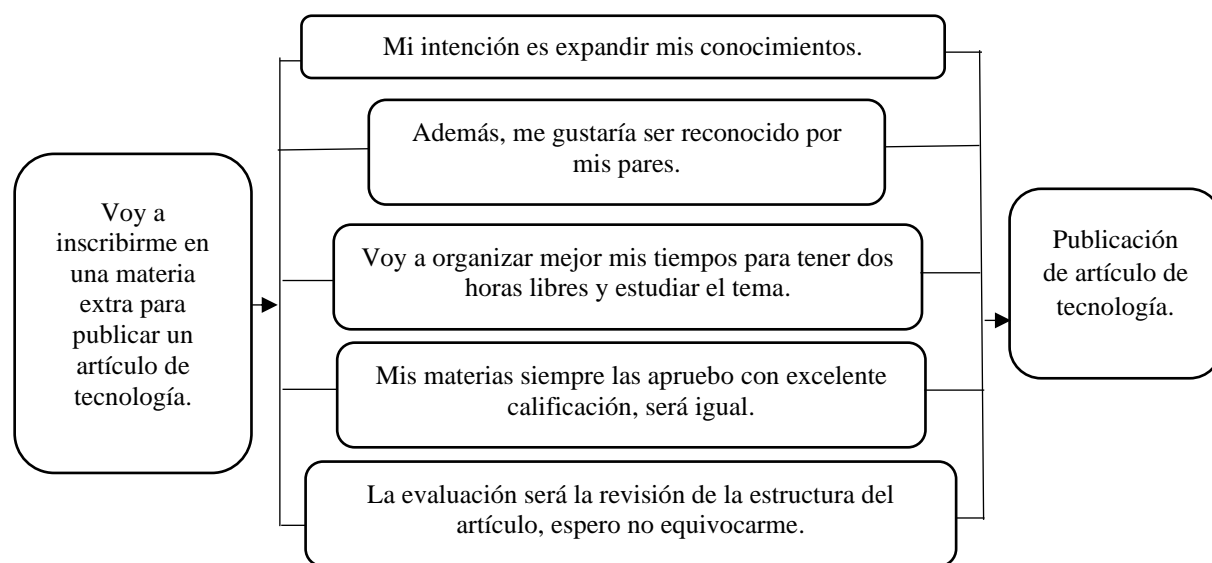 Voy a
inscribirme en
una materia
extra para
publicar un
artículo de
tecnología.
Mi intención es expandir mis conocimientos.
Además, me gustaría ser reconocido por
mis pares.
Voy a organizar mejor mis tiempos para tener dos
horas libres y estudiar el tema.
Mis materias siempre las apruebo con excelente
calificación, será igual.
La evaluación será la revisión de la estructura del
artículo, espero no equivocarme.
Publicación
de artículo de
tecnología.